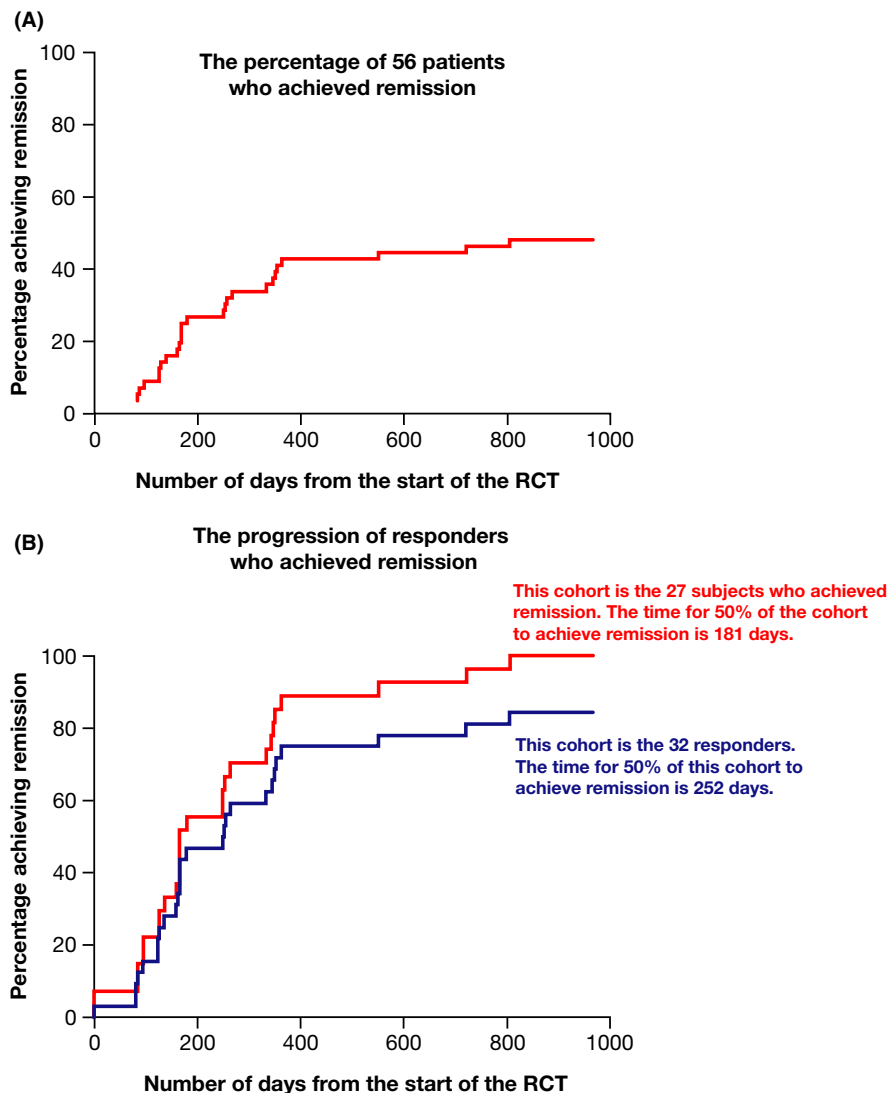 (A)
The percentage of 56 patients
who achieved remission
Percentage achieving remission
100
80
60
40
20
0
0 200 400 600 800 1000
Number of days from the start of the RCT
(B)
The progression of responders
who achieved remission
This cohort is the 27 subjects who achieved
remission. The time for 50% of the cohort
to achieve remission is 181 days.
This cohort is the 32 responders.
The time for 50% of this cohort to
achieve remission is 252 days.
Percentage achieving remission
100
80
60
40
20
0
0 200 400 600 800 1000
Number of days from the start of the RCT